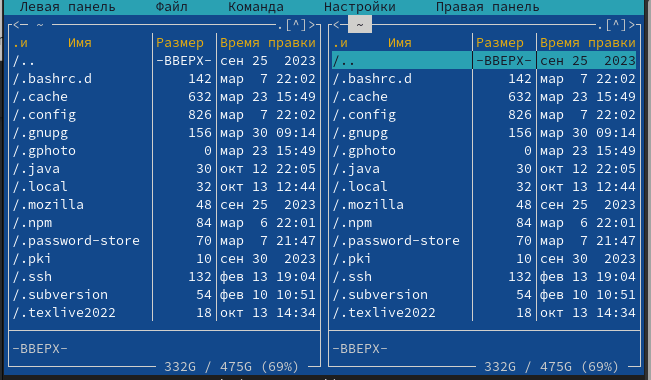 Левая панель Файл Команда Настройки Правая панель
<— ~ .[^]> <— ~ .[^]>
.и Имя Размер Время правки .и Имя Размер Время правки
/.. -ВВЕРХ- сен 25 2023 /.. -ВВЕРХ- сен 25 2023
/.bashrc.d 142 мар 7 22:02 /.bashrc.d 142 мар 7 22:02
/.cache 632 мар 23 15:49 /.cache 632 мар 23 15:49
/.config 826 мар 7 22:02 /.config 826 мар 7 22:02
/.gnupg 156 мар 30 09:14 /.gnupg 156 мар 30 09:14
/.gphoto 0 мар 23 15:49 /.gphoto 0 мар 23 15:49
/.java 30 окт 12 22:05 /.java 30 окт 12 22:05
/.local 32 окт 13 12:44 /.local 32 окт 13 12:44
/.mozilla 48 сен 25 2023 /.mozilla 48 сен 25 2023
/.npm 84 мар 6 22:01 /.npm 84 мар 6 22:01
/.password-store 70 мар 7 21:47 /.password-store 70 мар 7 21:47
/.pki 10 сен 30 2023 /.pki 10 сен 30 2023
/.ssh 132 фев 13 19:04 /.ssh 132 фев 13 19:04
/.subversion 54 фев 10 10:51 /.subversion 54 фев 10 10:51
/.texlive2022 18 окт 13 14:34 /.texlive2022 18 окт 13 14:34
-ВВЕРХ- -ВВЕРХ-
332G / 475G (69%) 332G / 475G (69%)